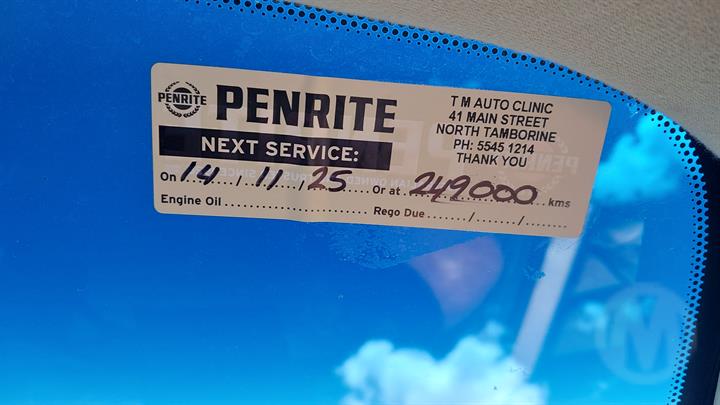 PENRITE
PENRITE
NEXT SERVICE:
T M AUTO CLINIC
41 MAIN STREET
NORTH TAMBORINE
PH: 5545 1214
THANK YOU
On 14/11/25 Or at 249000 kms
Engine Oil.................... Rego Due......./......./.......
M